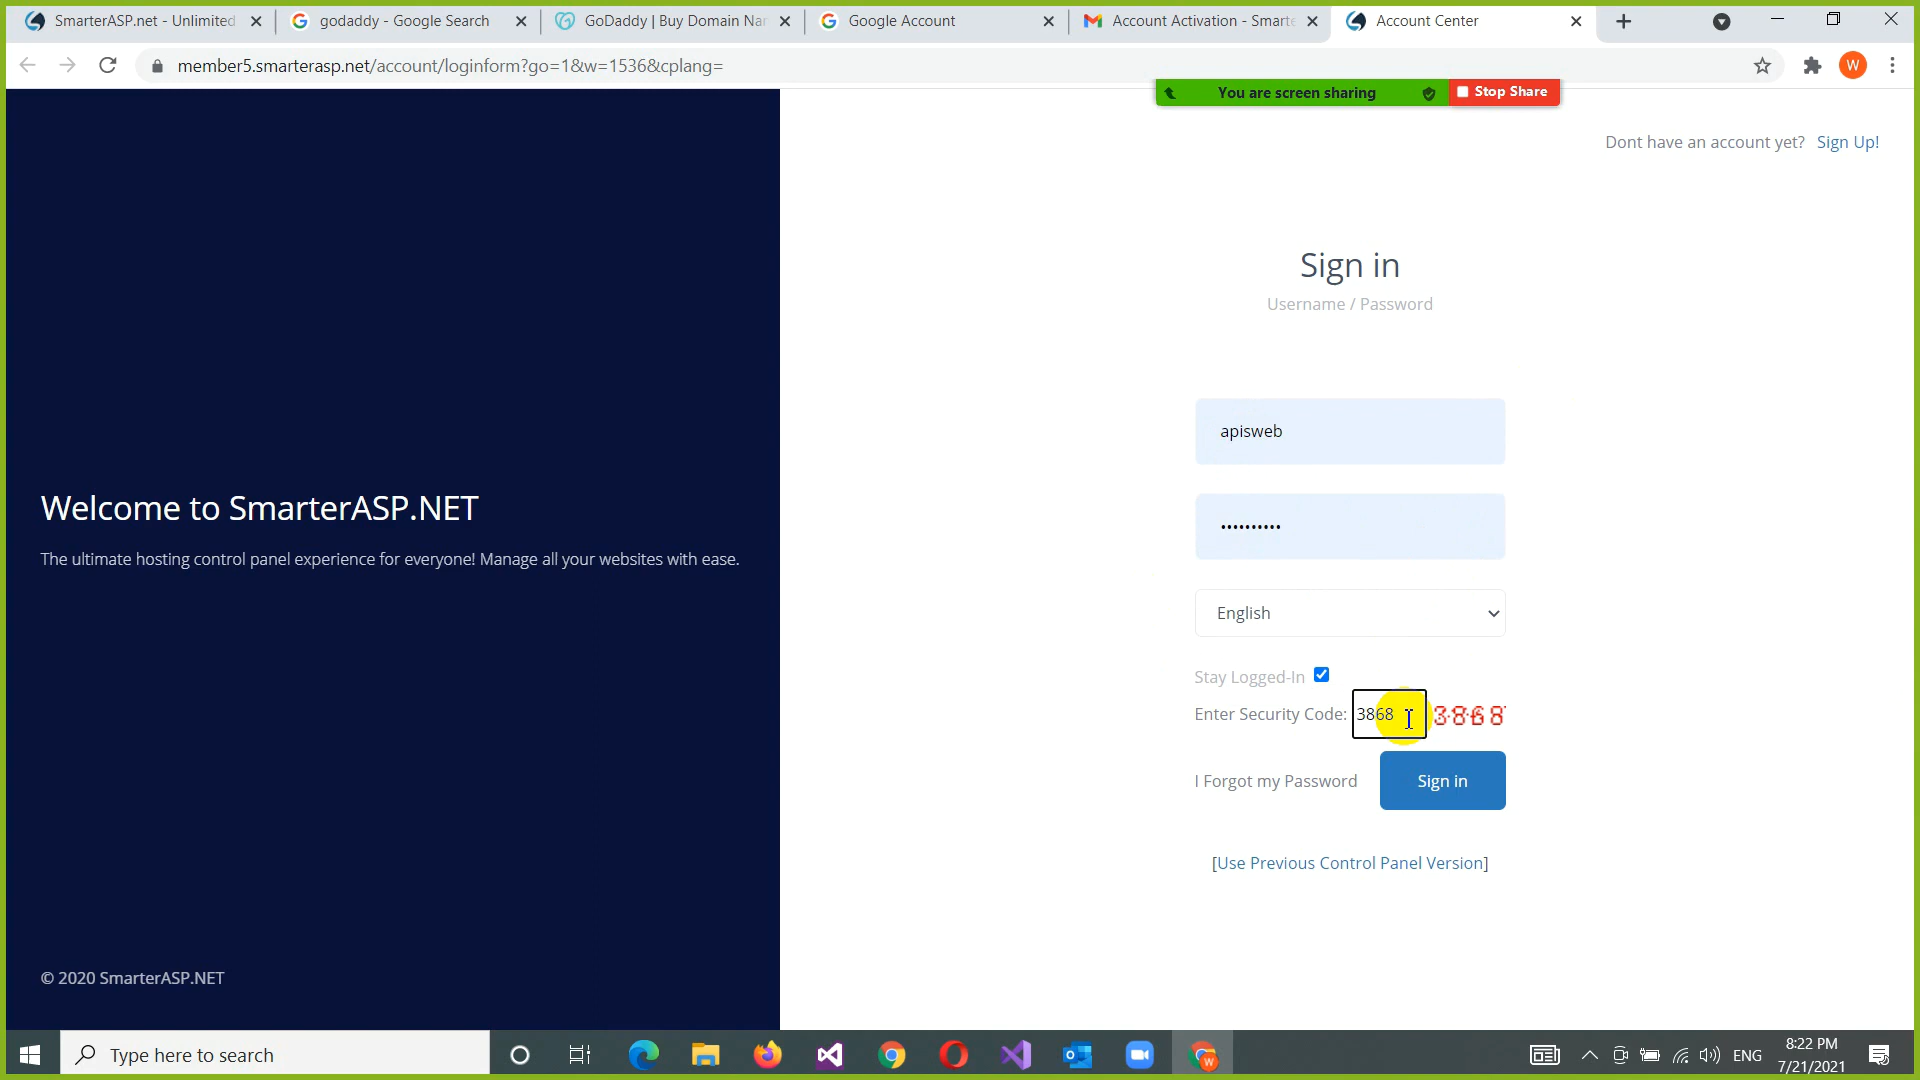 SmarterASP.net - Unlimited
godaddy - Google Search
GoDaddy | Buy Domain Nar
Google Account
Account Activation - Smarte
Account Center
member5.smarterasp.net/account/loginform?go=1&w=1536&cplang=
W
You are screen sharing
Stop Share
Dont have an account yet? Sign Up!
Sign in
Username / Password
apisweb
Welcome to SmarterASP.NET
The ultimate hosting control panel experience for everyone! Manage all your websites with ease.
English
Stay Logged-In
Enter Security Code: 3868 3868
I Forgot my Password
Sign in
[Use Previous Control Panel Version]
© 2020 SmarterASP.NET
Type here to search
W
ENG
8:22 PM
7/21/2021